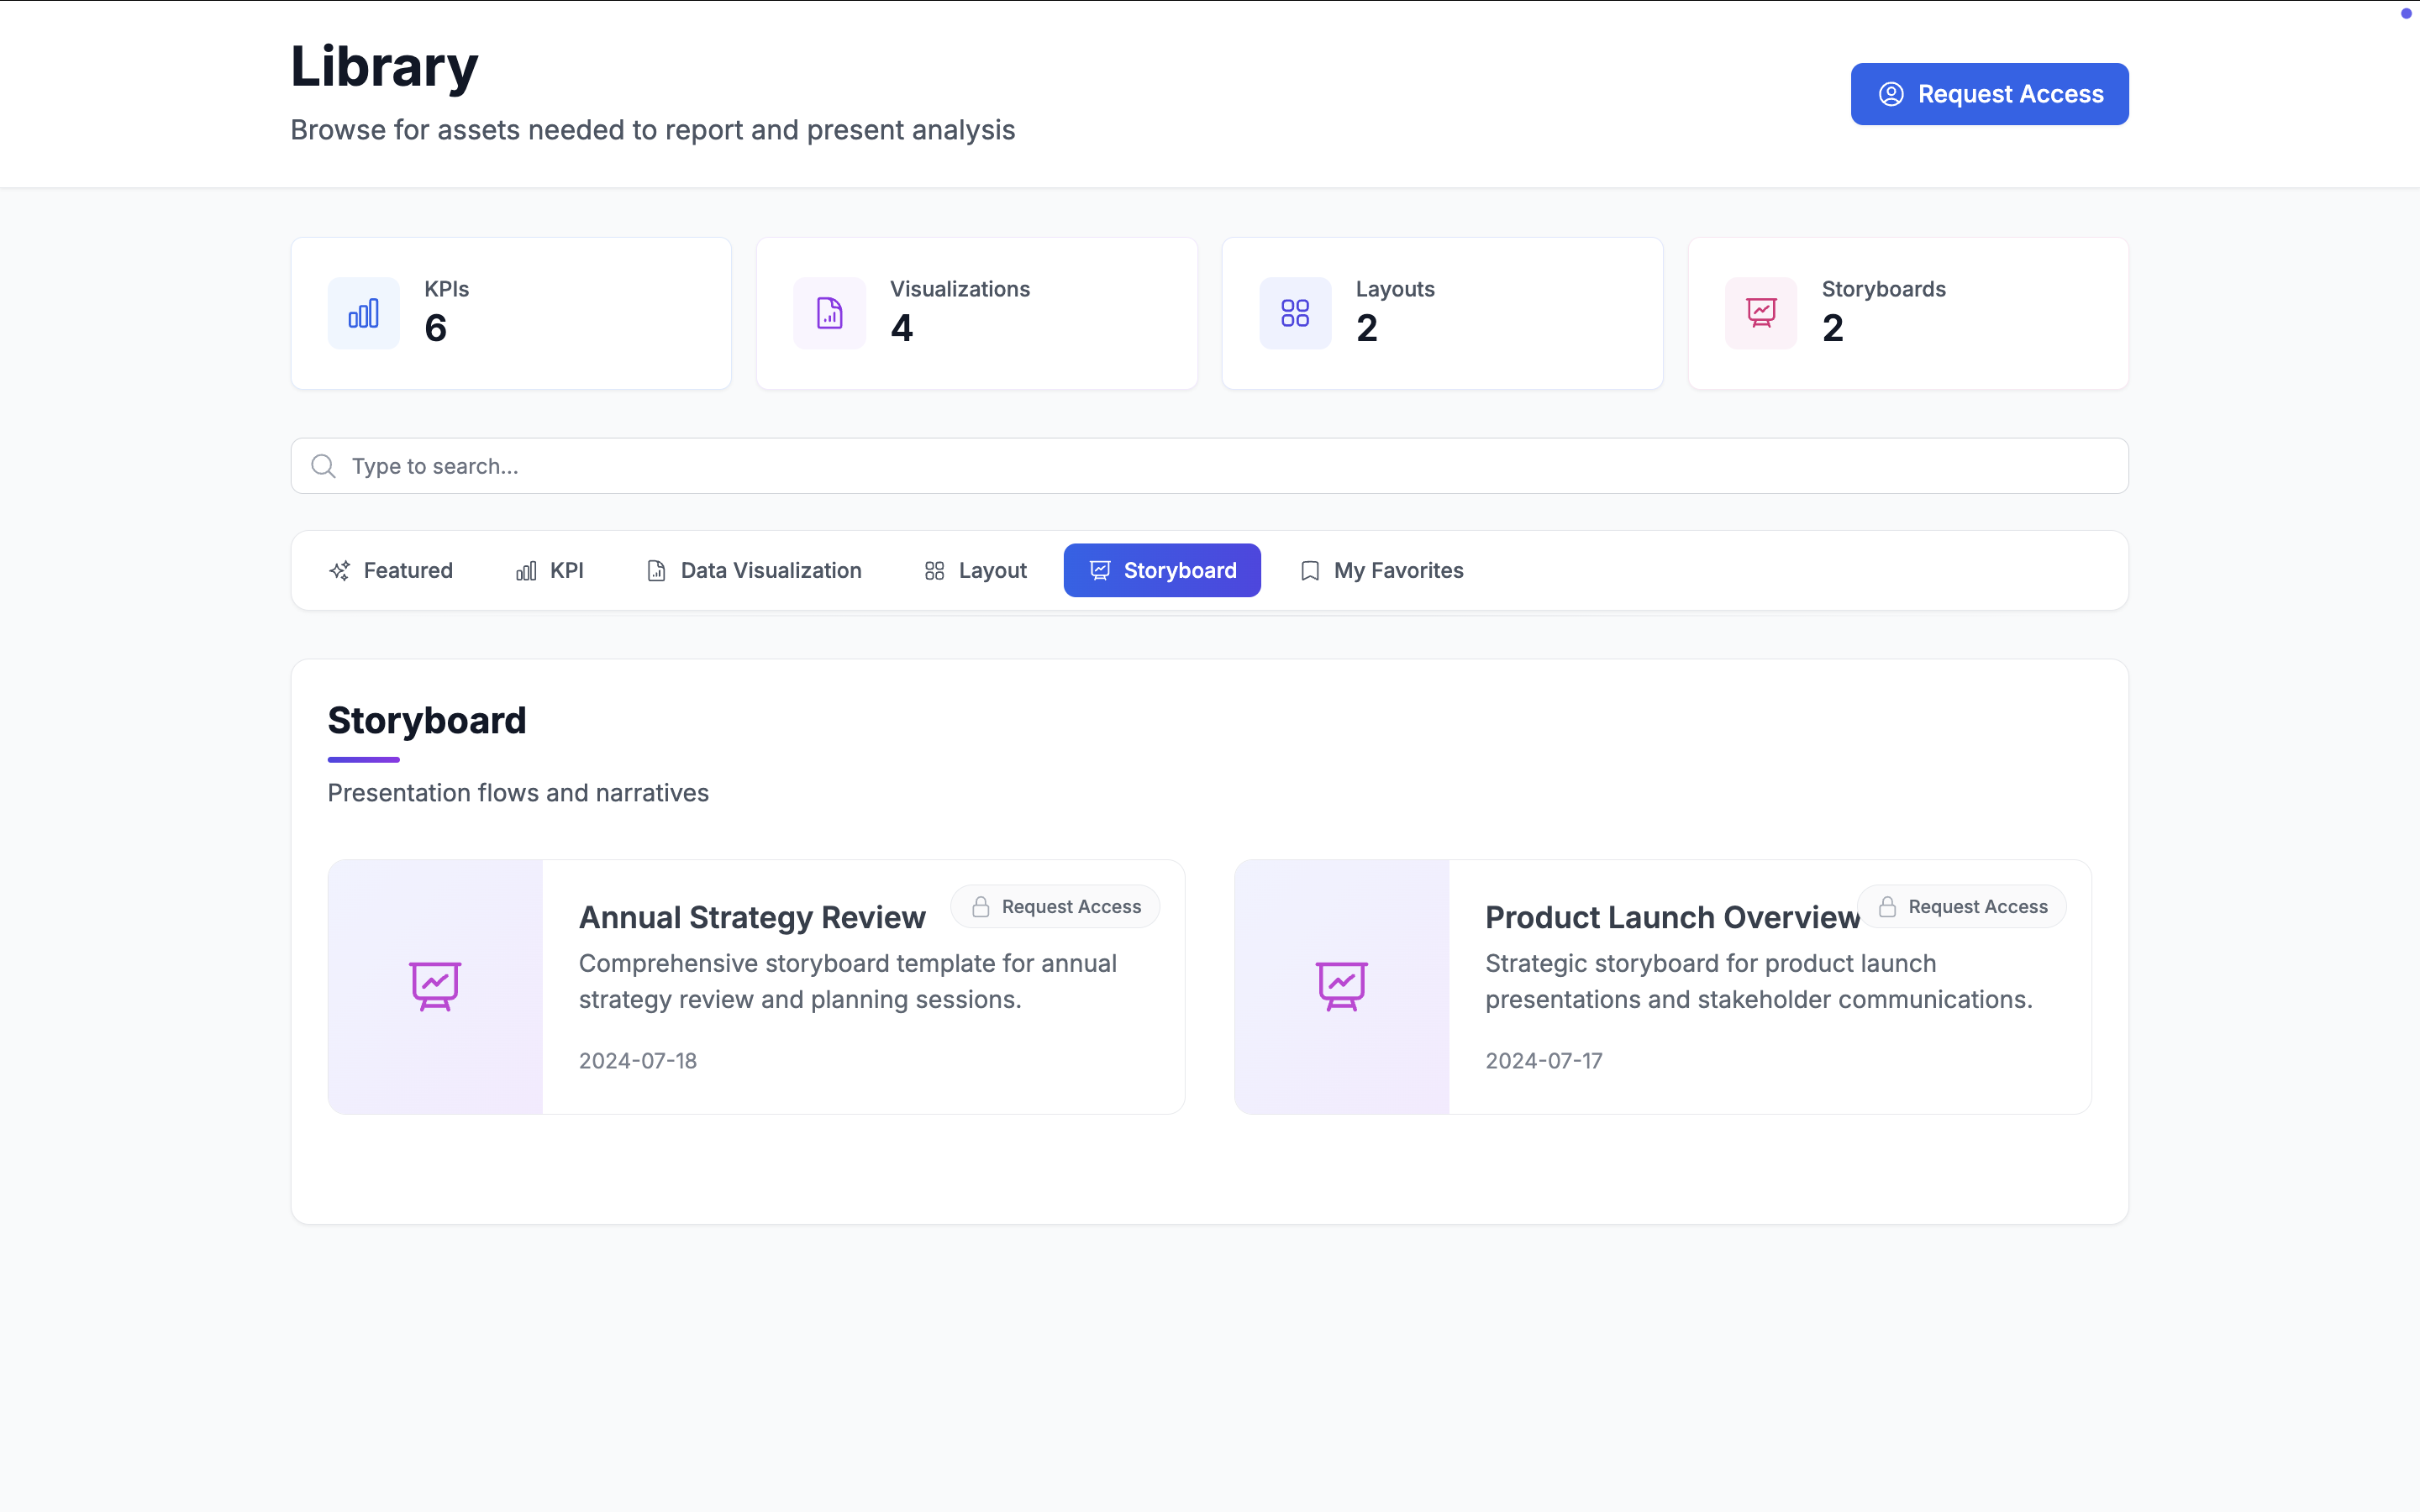 Library
Browse for assets needed to report and present analysis
Request Access
KPIs
6
Visualizations
4
Layouts
2
Storyboards
2
Type to search...
Featured
KPI
Data Visualization
Layout
Storyboard
My Favorites
Storyboard
Presentation flows and narratives
Annual Strategy Review
Request Access
Comprehensive storyboard template for annual
strategy review and planning sessions.
2024-07-18
Product Launch Overview
Request Access
Strategic storyboard for product launch
presentations and stakeholder communications.
2024-07-17